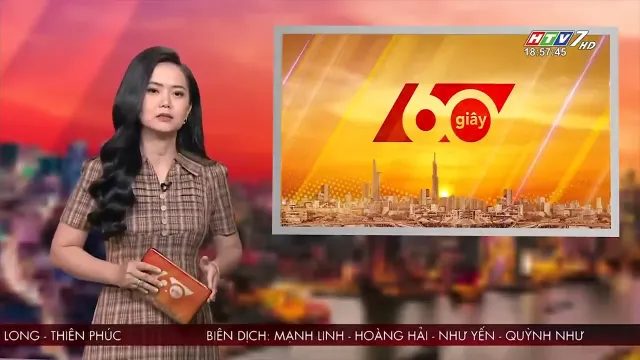 HTV7 HD
18:57:45
60 giây
60
LONG - THIÊN PHÚC BIÊN DỊCH: MẠNH LINH - HOÀNG HẢI - NHƯ YẾN - QUỲNH NHƯ